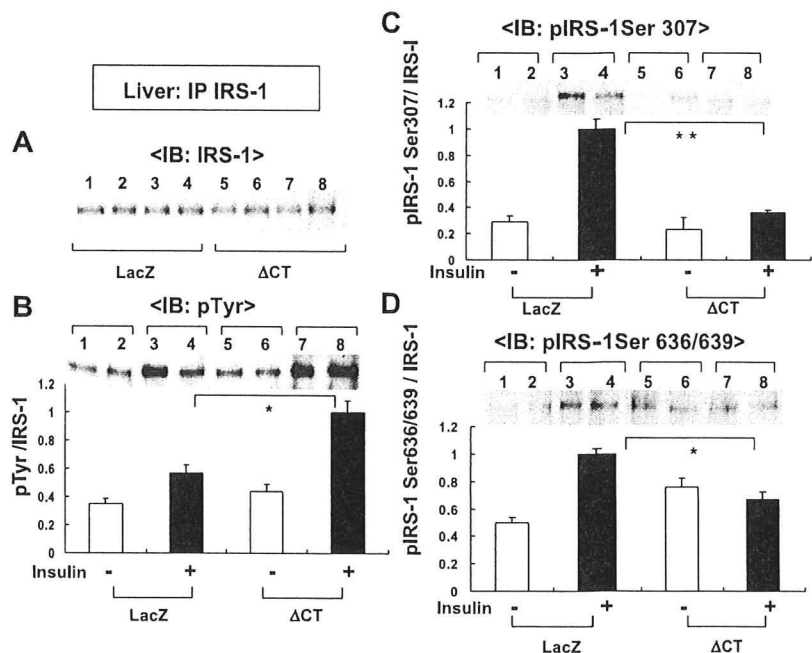 Liver: IP IRS-1
A
<IB: IRS-1>
1 2 3 4 5 6 7 8
LacZ ΔCT
B
<IB: pTyr>
1 2 3 4 5 6 7 8
pTyr /IRS-1
1.2
1
0.8
0.6
0.4
0.2
0
*
Insulin - + - +
LacZ ΔCT
C
<IB: pIRS-1Ser 307>
1 2 3 4 5 6 7 8
pIRS-1 Ser307/ IRS-I
1.2
1
0.8
0.6
0.4
0.2
0
* *
Insulin - + - +
LacZ ΔCT
D
<IB: pIRS-1Ser 636/639>
1 2 3 4 5 6 7 8
pIRS-1 Ser636/639 / IRS-1
1.2
1
0.8
0.6
0.4
0.2
0
*
Insulin - + - +
LacZ ΔCT